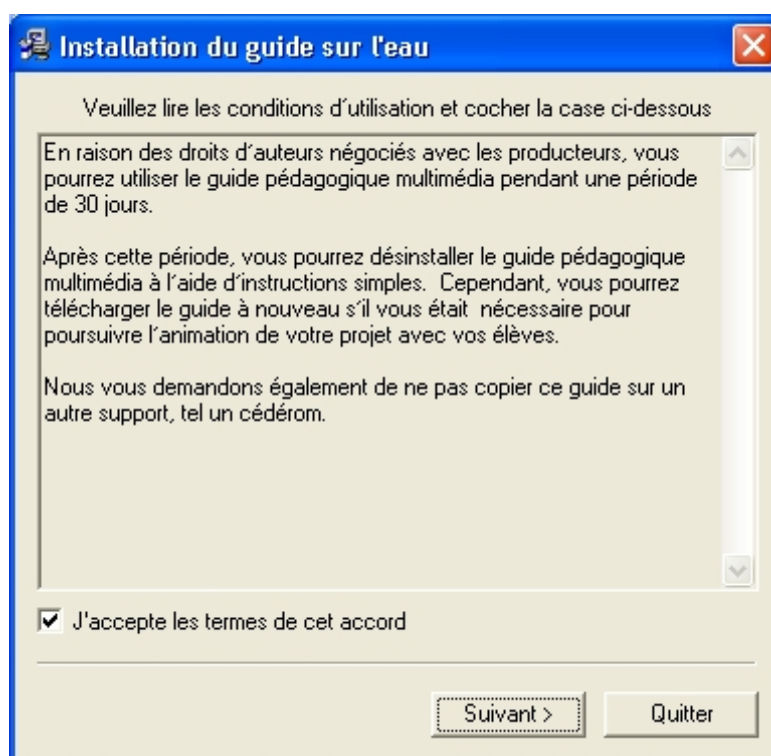 Installation du guide sur l'eau
Veuillez lire les conditions d´utilisation et cocher la case ci-dessous
En raison des droits d´auteurs négociés avec les producteurs, vous
pourrez utiliser le guide pédagogique multimédia pendant une période
de 30 jours.
Après cette période, vous pourrez désinstaller le guide pédagogique
multimédia à l´aide d´instructions simples.  Cependant, vous pourrez
télécharger le guide à nouveau s´il vous était  nécessaire pour
poursuivre l´animation de votre projet avec vos élèves.
Nous vous demandons également de ne pas copier ce guide sur un
autre support, tel un cédérom.
J'accepte les termes de cet accord
Suivant >
Quitter